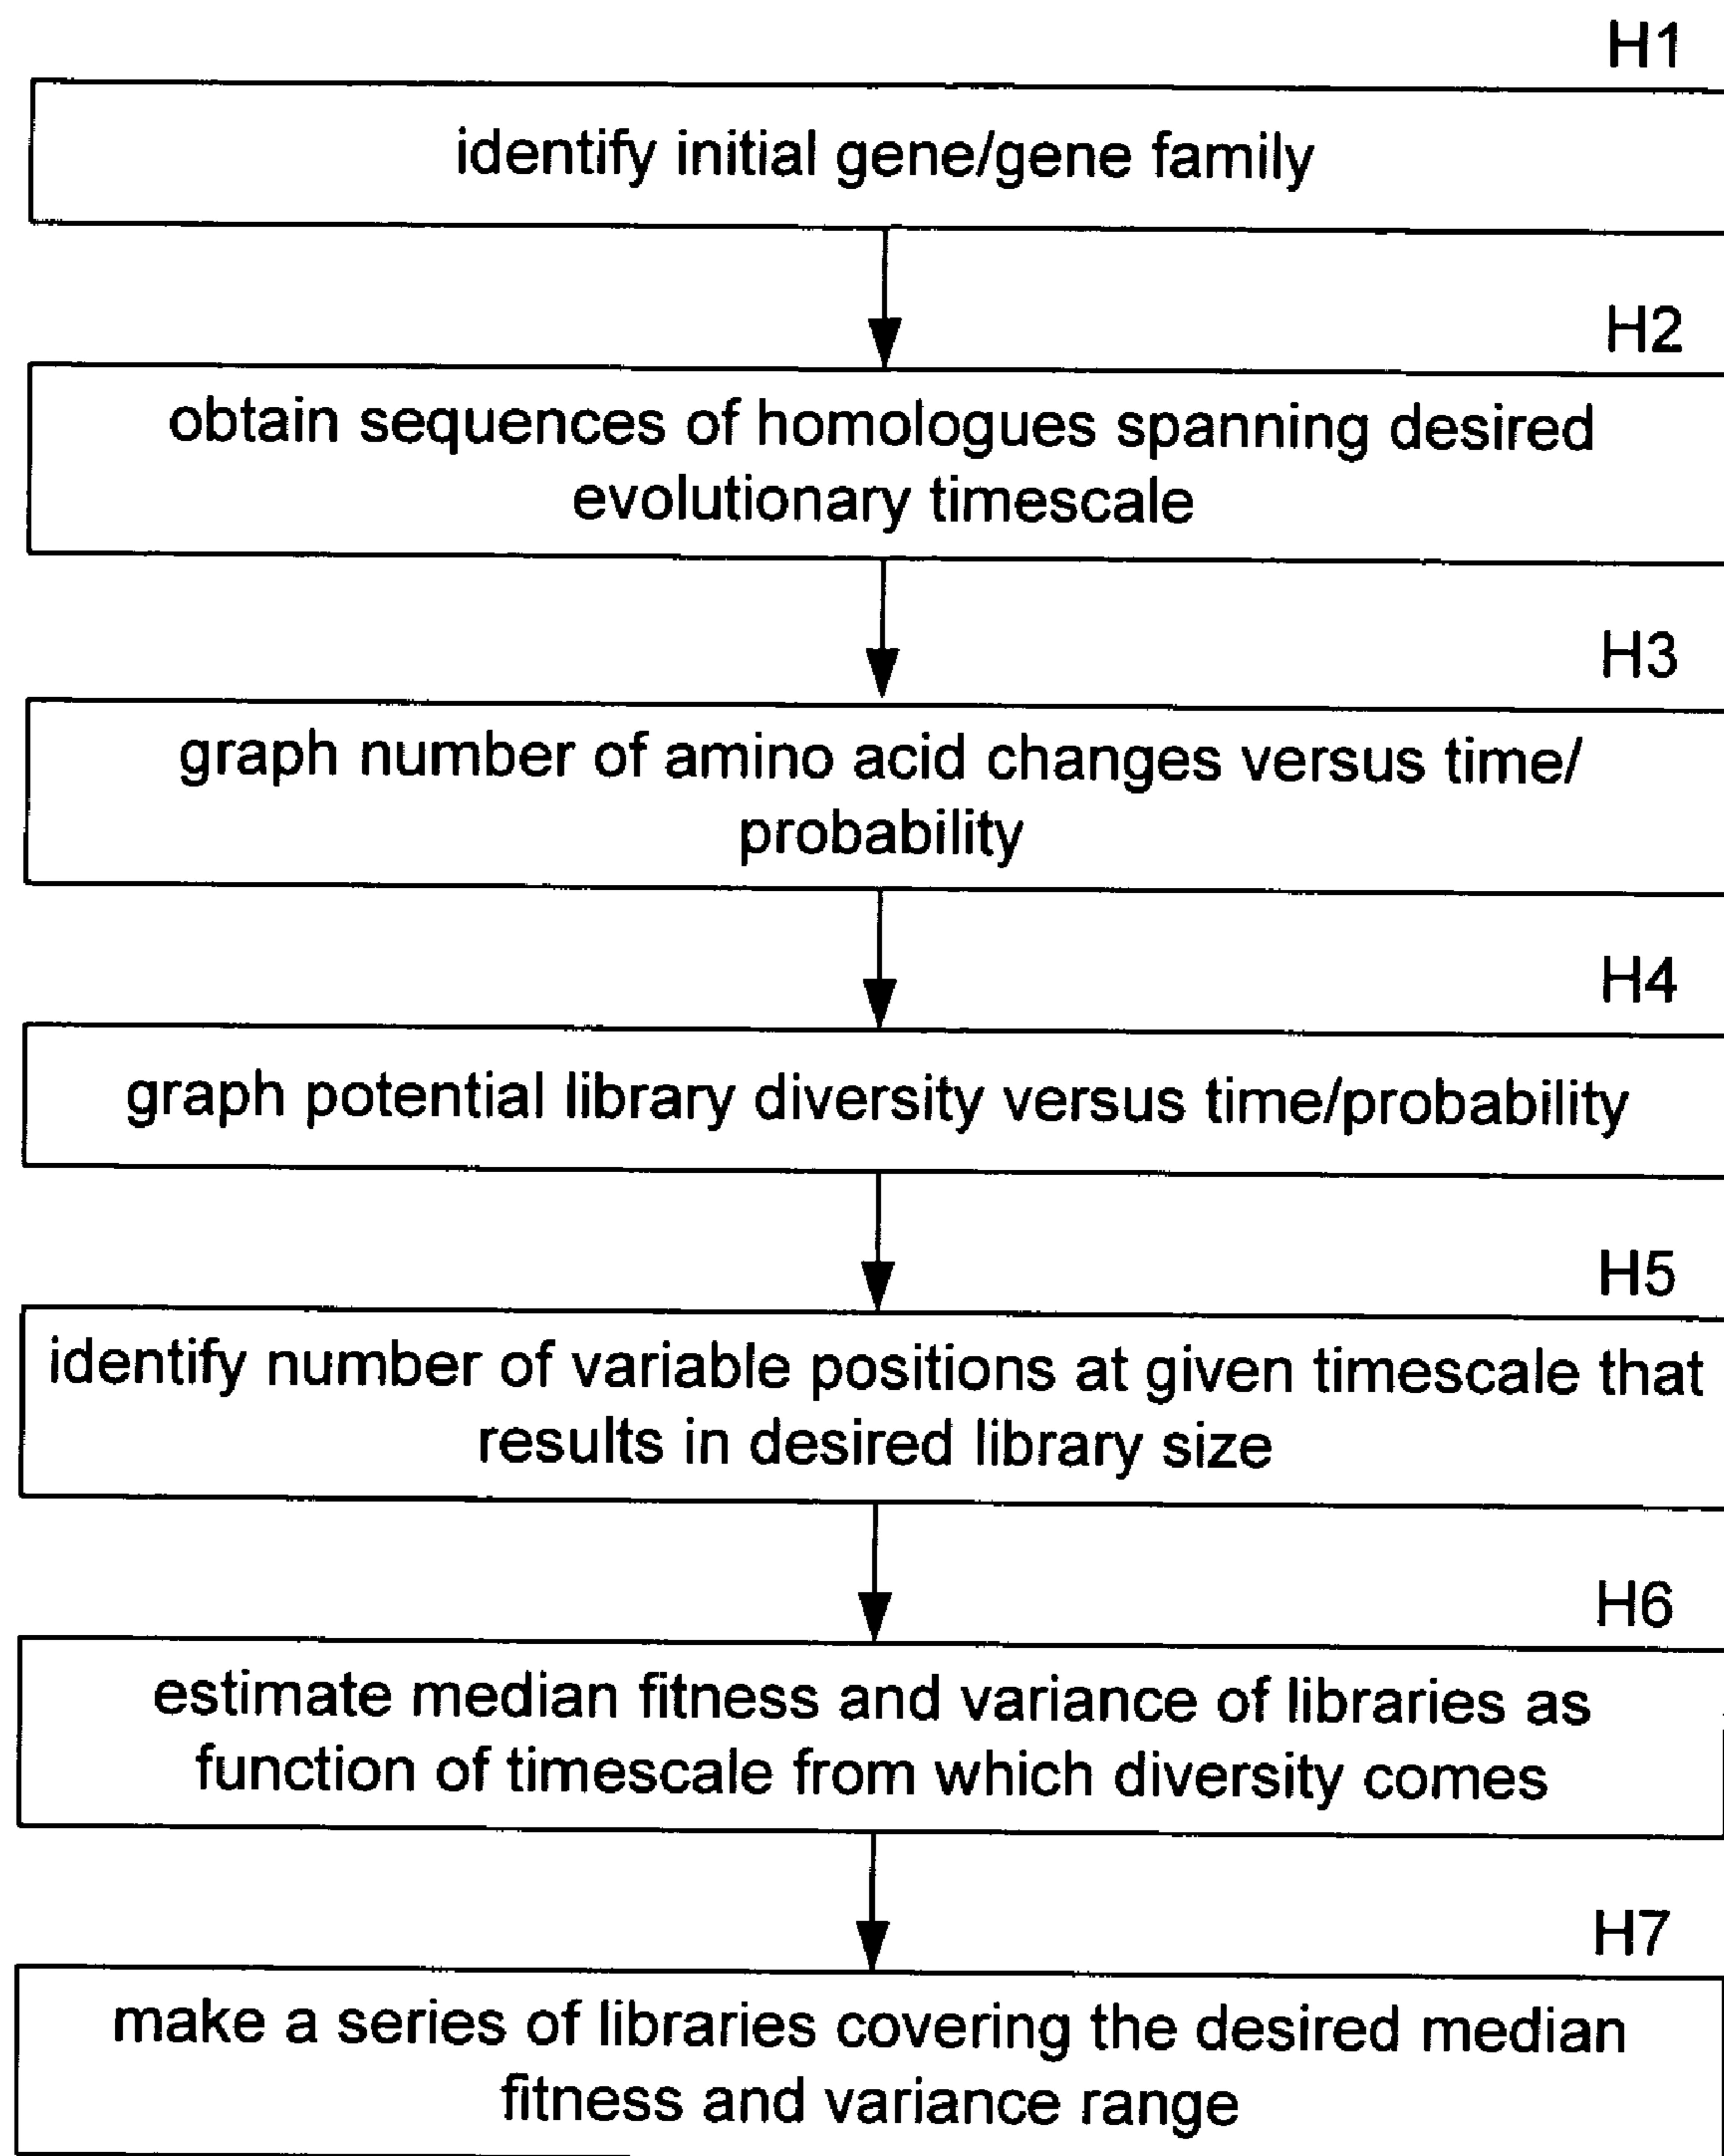 H1
identify initial gene/gene family
H2
obtain sequences of homologues spanning desired
evolutionary timescale
H3
graph number of amino acid changes versus time/
probability
H4
graph potential library diversity versus time/probability
H5
identify number of variable positions at given timescale that
results in desired library size
H6
estimate median fitness and variance of libraries as
function of timescale from which diversity comes
H7
make a series of libraries covering the desired median
fitness and variance range